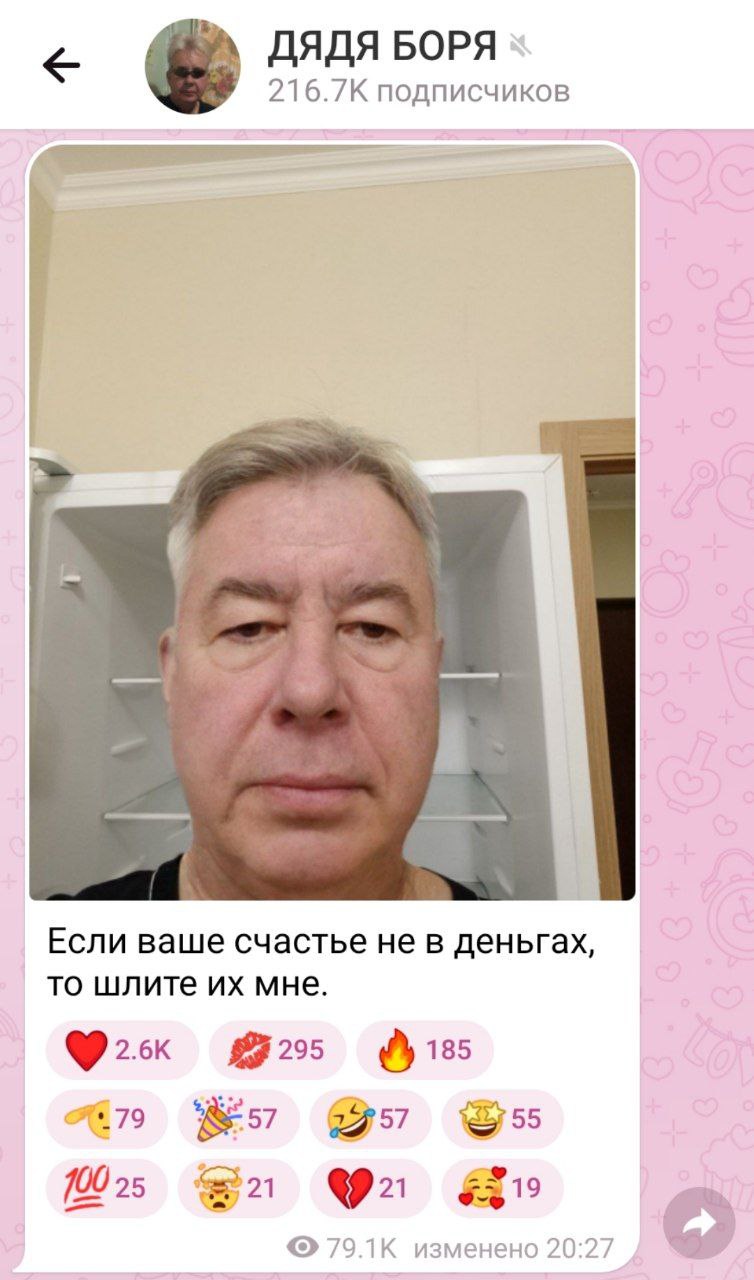 ДЯДЯ БОРЯ
216.7K подписчиков
Если ваше счастье не в деньгах,
то шлите их мне.
2.6K 295 185
79 57 57 55
100 25 21 21 19
79.1K изменено 20:27